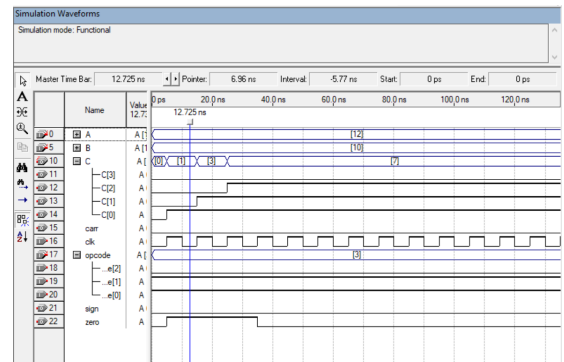 Simulation Waveforms
Simulation mode: Functional
Master Time Bar: 12.725 ns Pointer: 6.96 ns Interval: -5.77 ns Start: 0 ps End: 0 ps
Name Value 12.7 0 ps 20.0 ns 40.0 ns 60.0 ns 80.0 ns 100.0 ns 120.0 ns
12.725 ns
0 A A [1 [12]
5 B A [1 [10]
10 C A [ [0] [1] [3] [7]
11 C[3] A
12 C[2] A
13 C[1] A
14 C[0] A
15 carr A
16 clk A
17 opcode A [ [3]
18 ...e[2] A
19 ...e[1] A
20 ...e[0] A
21 sign A
22 zero A